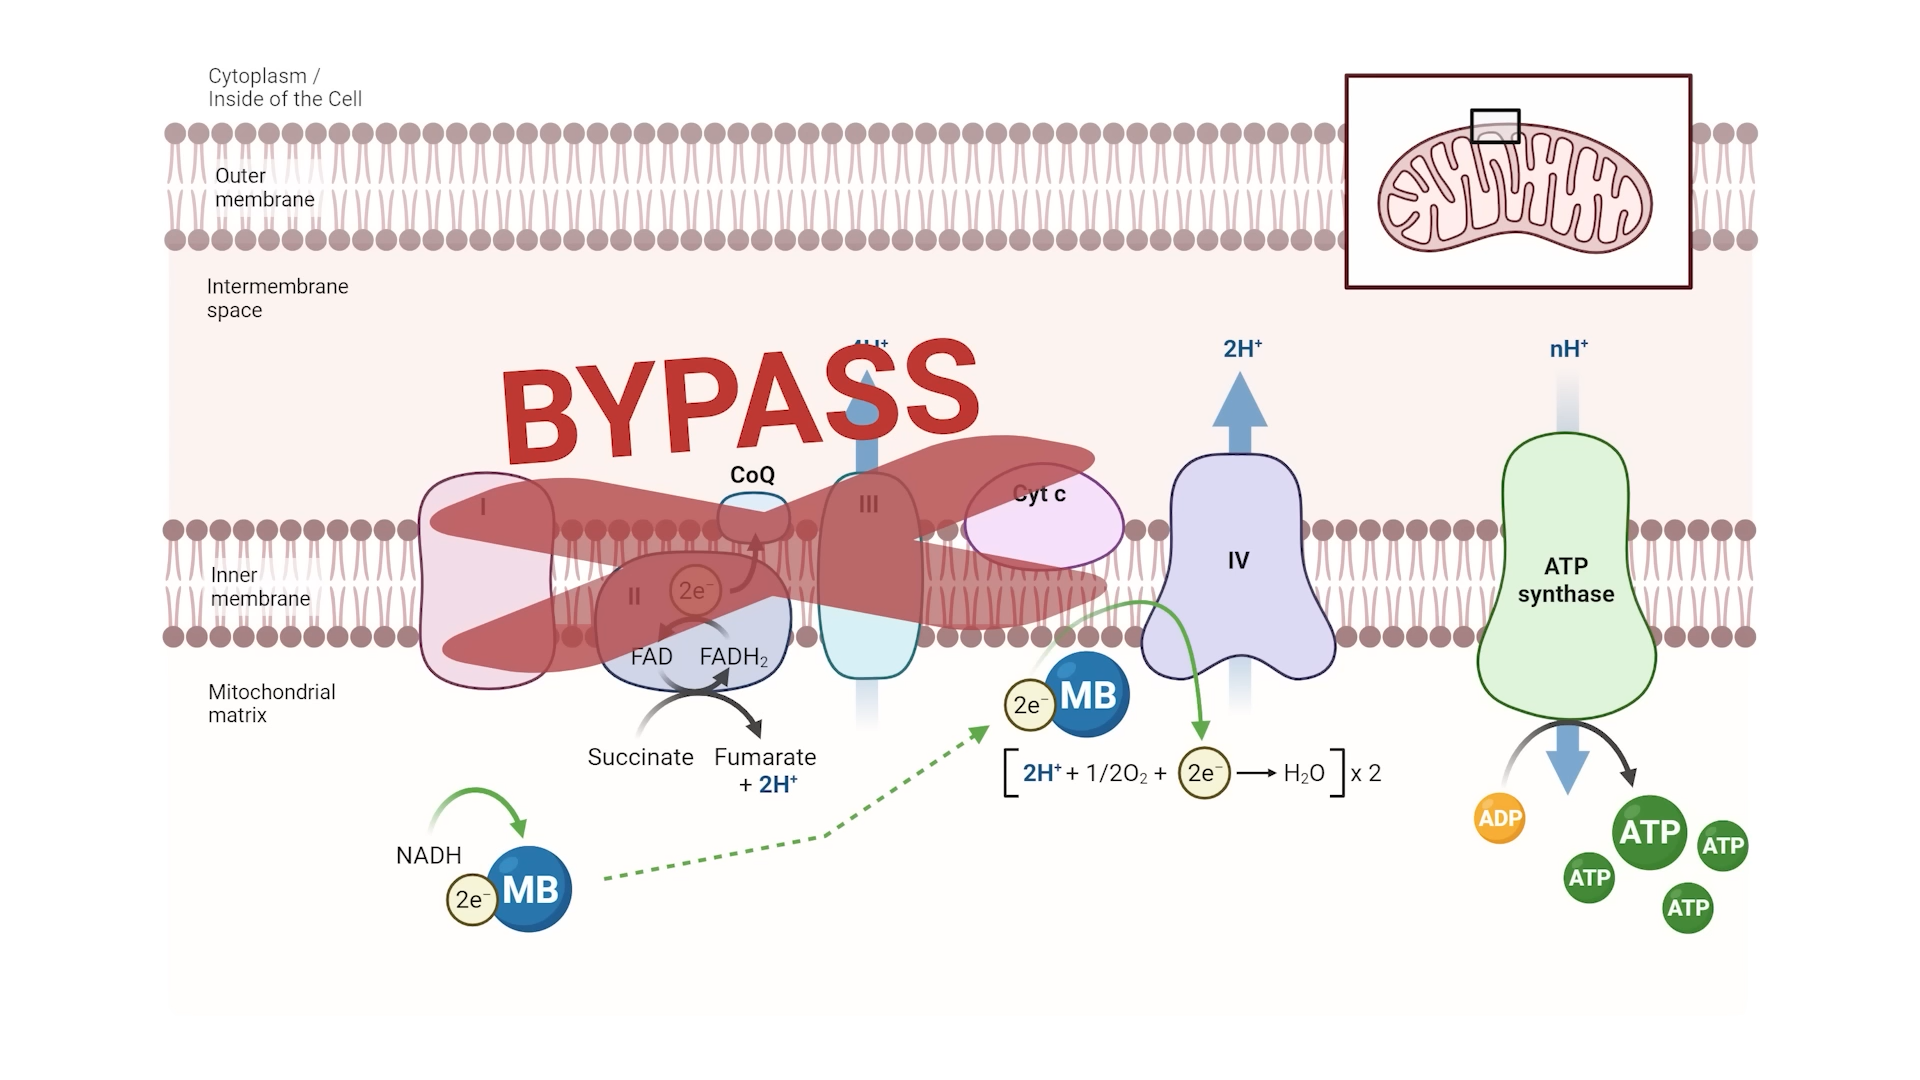 Cytoplasm /
Inside of the Cell
Outer
membrane
Intermembrane
space
4H⁺
2H⁺
nH⁺
BYPASS
CoQ
I
III
Cyt c
IV
ATP
synthase
II
2e⁻
Inner
membrane
FAD
FADH₂
Mitochondrial
matrix
2e⁻
MB
Succinate
Fumarate
+ 2H⁺
[2H⁺ + 1/2O₂ + 2e⁻ → H₂O] x 2
NADH
2e⁻
MB
ADP
ATP
ATP
ATP
ATP